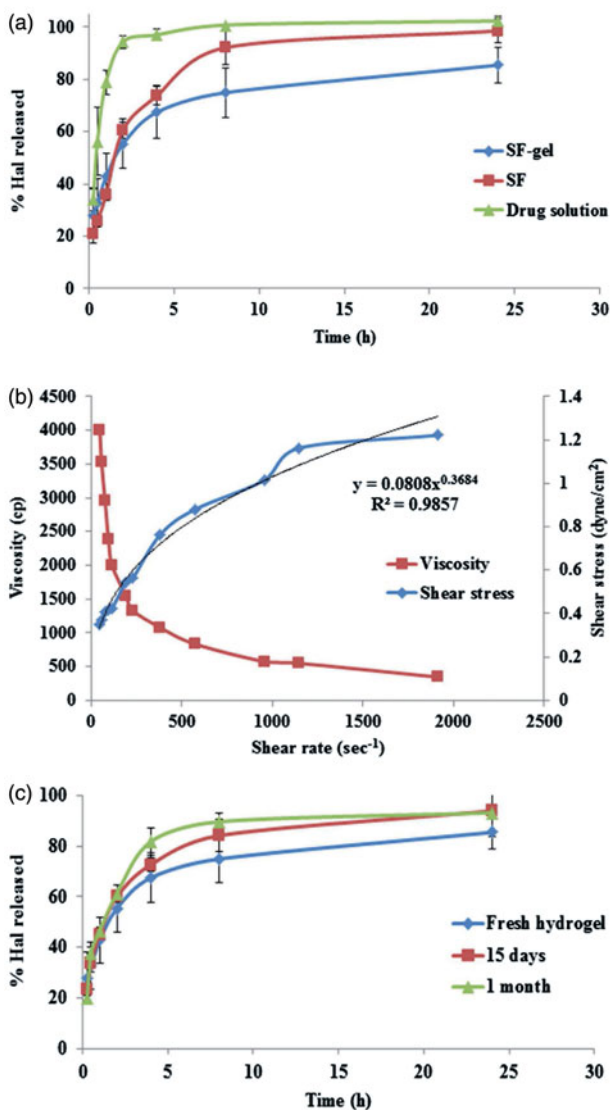 (a)
100
80
60
40
20
0
% Hal released
SF-gel
SF
Drug solution
0 5 10 15 20 25 30
Time (h)
(b)
4500
4000
3500
3000
2500
2000
1500
1000
500
0
Viscosity (cp)
1.4
1.2
1
0.8
0.6
0.4
0.2
0
Shear stress (dyne/cm²)
y = 0.0808x^0.3684
R² = 0.9857
Viscosity
Shear stress
0 500 1000 1500 2000 2500
Shear rate (sec⁻¹)
(c)
100
80
60
40
20
0
% Hal released
Fresh hydrogel
15 days
1 month
0 5 10 15 20 25 30
Time (h)